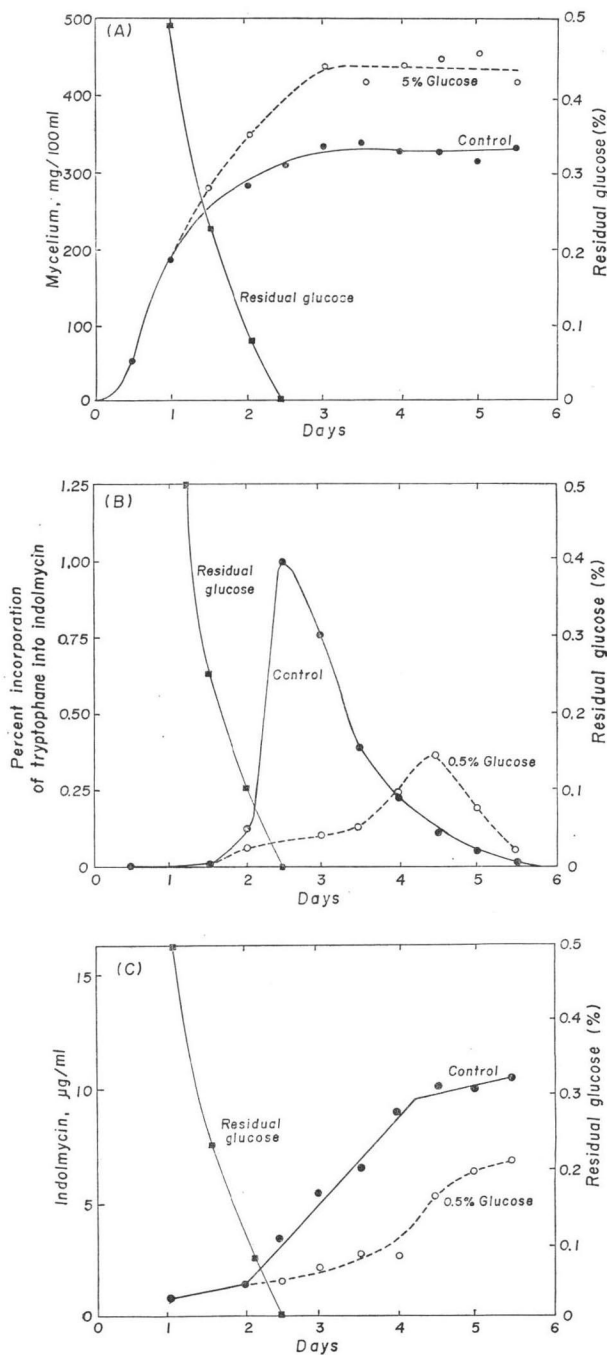 (A)
500
400
300
200
100
0
Mycelium, mg/100ml
0.5
0.4
0.3
0.2
0.1
0
Residual glucose (%)
5% Glucose
Control
Residual glucose
0 1 2 3 4 5 6
Days
(B)
1.25
1.00
0.75
0.50
0.25
0
Percent incorporation
of tryptophane into indolmycin
0.5
0.4
0.3
0.2
0.1
0
Residual glucose (%)
Residual
glucose
Control
0.5% Glucose
0 1 2 3 4 5 6
Days
(C)
15
10
5
0
Indolmycin, µg/ml
0.5
0.4
0.3
0.2
0.1
0
Residual glucose (%)
Control
Residual
glucose
0.5% Glucose
0 1 2 3 4 5 6
Days